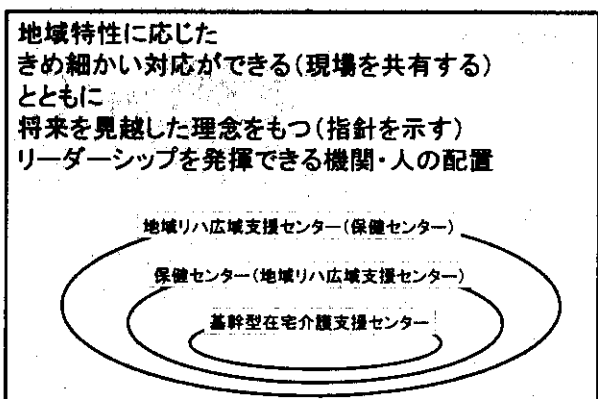 地域特性に応じた
きめ細かい対応ができる(現場を共有する)
とともに
将来を見越した理念をもつ(指針を示す)
リーダーシップを発揮できる機関・人の配置
地域リハ広域支援センター(保健センター)
保健センター(地域リハ広域支援センター)
基幹型在宅介護支援センター